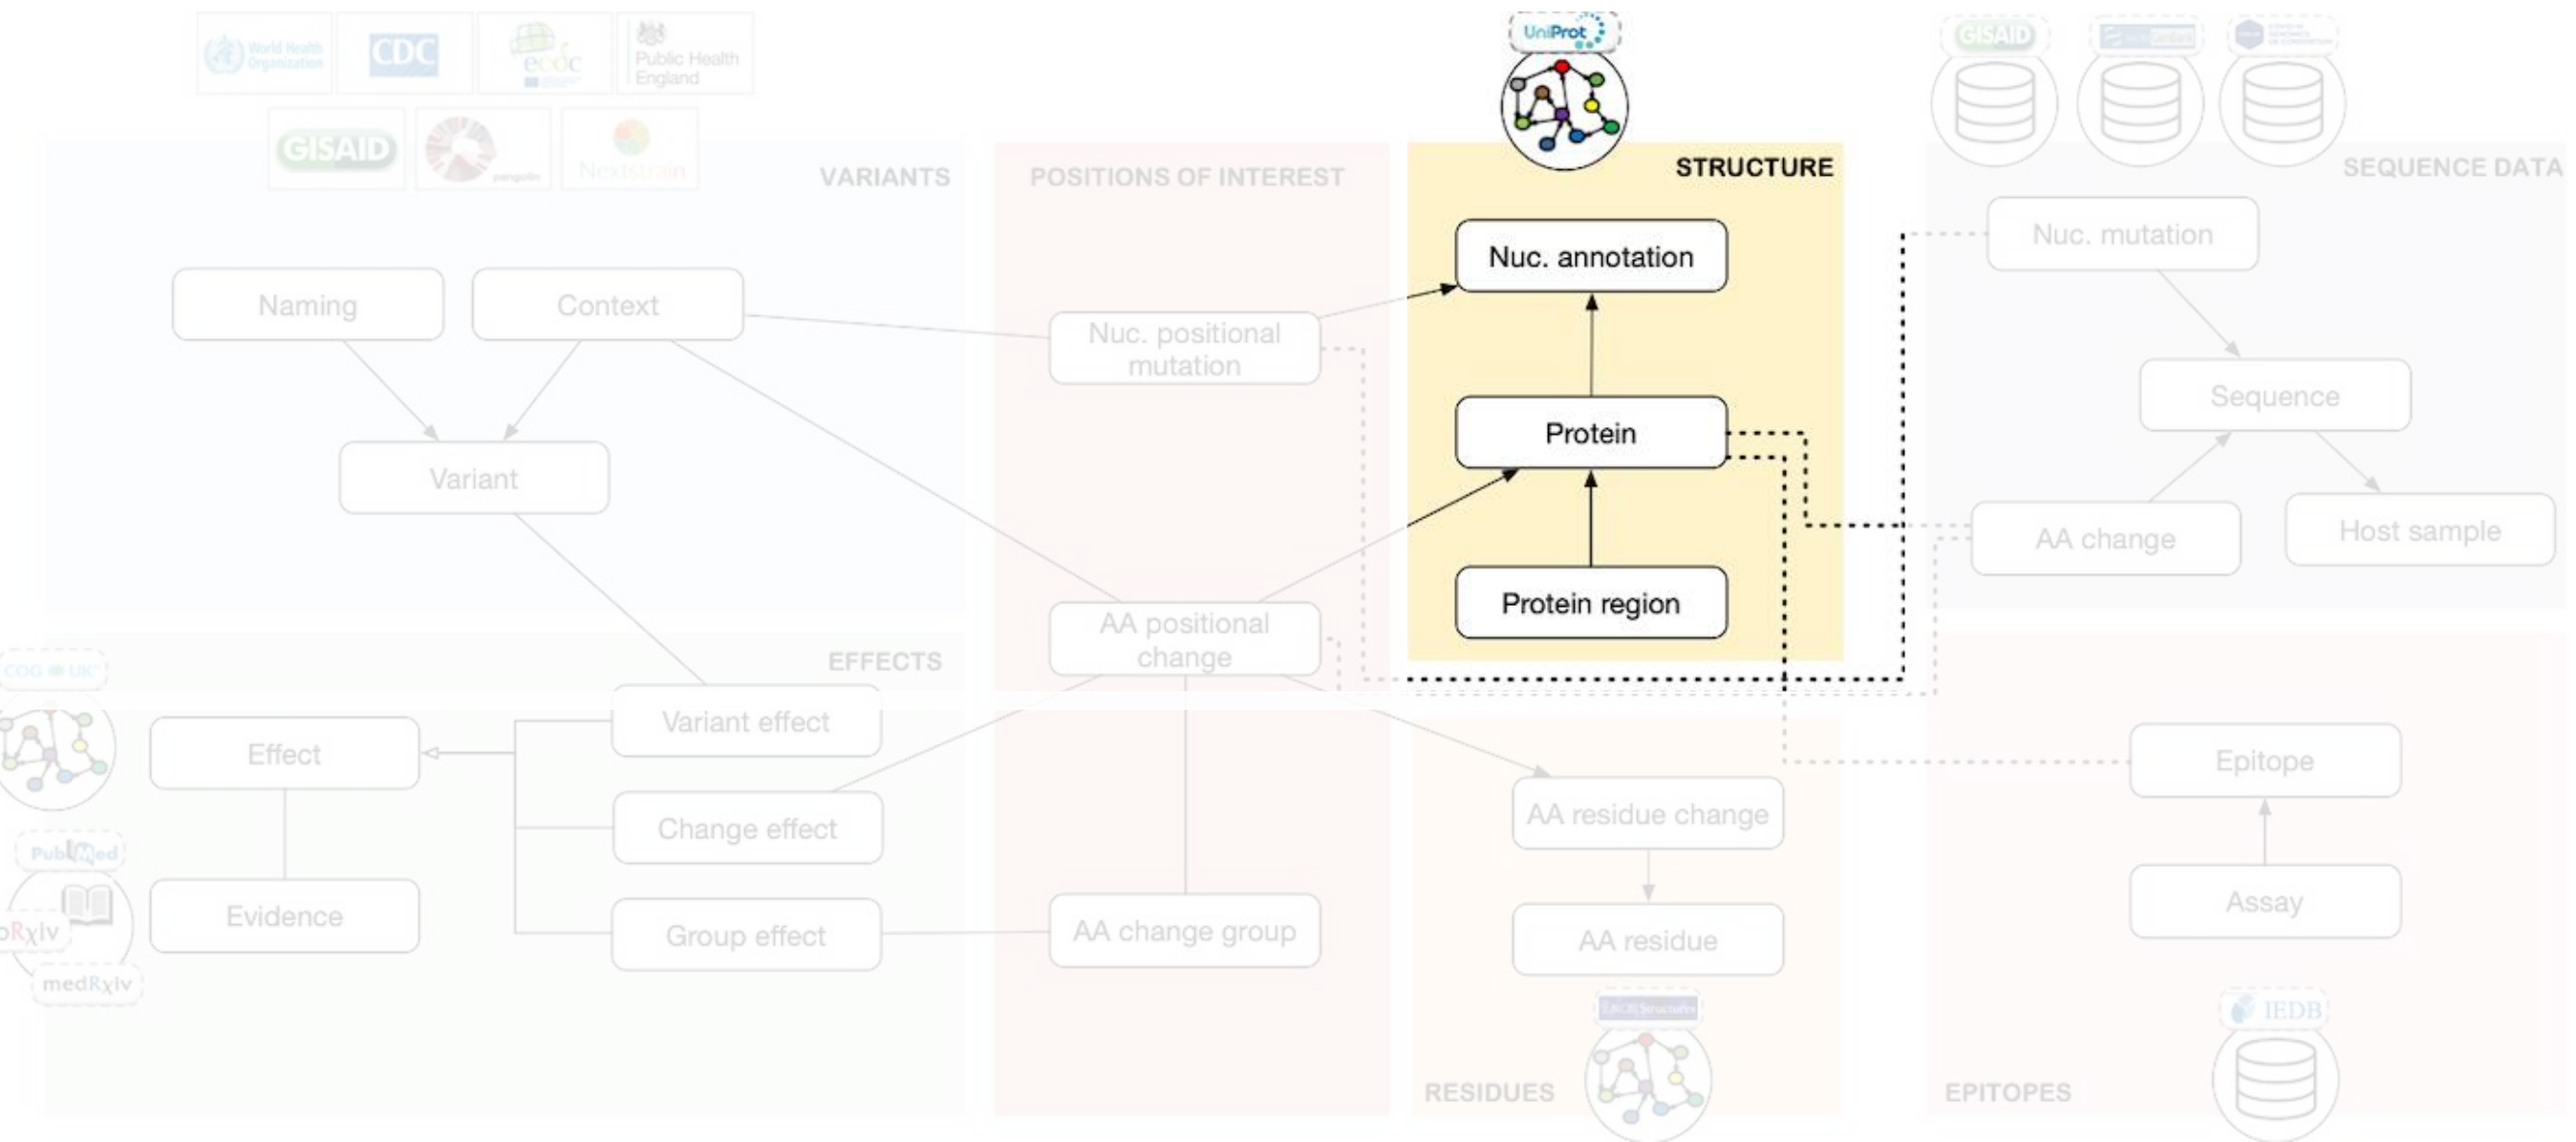 World Health
Organization
CDC
ecdc
Public Health
England
GISAID
pangolin
Nextstrain
VARIANTS
Naming
Context
Variant
POSITIONS OF INTEREST
Nuc. positional
mutation
AA positional
change
AA change group
UniProt
STRUCTURE
Nuc. annotation
Protein
Protein region
GISAID
SEQUENCE DATA
Nuc. mutation
Sequence
AA change
Host sample
EFFECTS
COG UK
Effect
Variant effect
Change effect
Evidence
Group effect
PubMed
oRxIv
medRxIv
AA residue change
AA residue
RESIDUES
Epitope
Assay
EPITOPES
IEDB